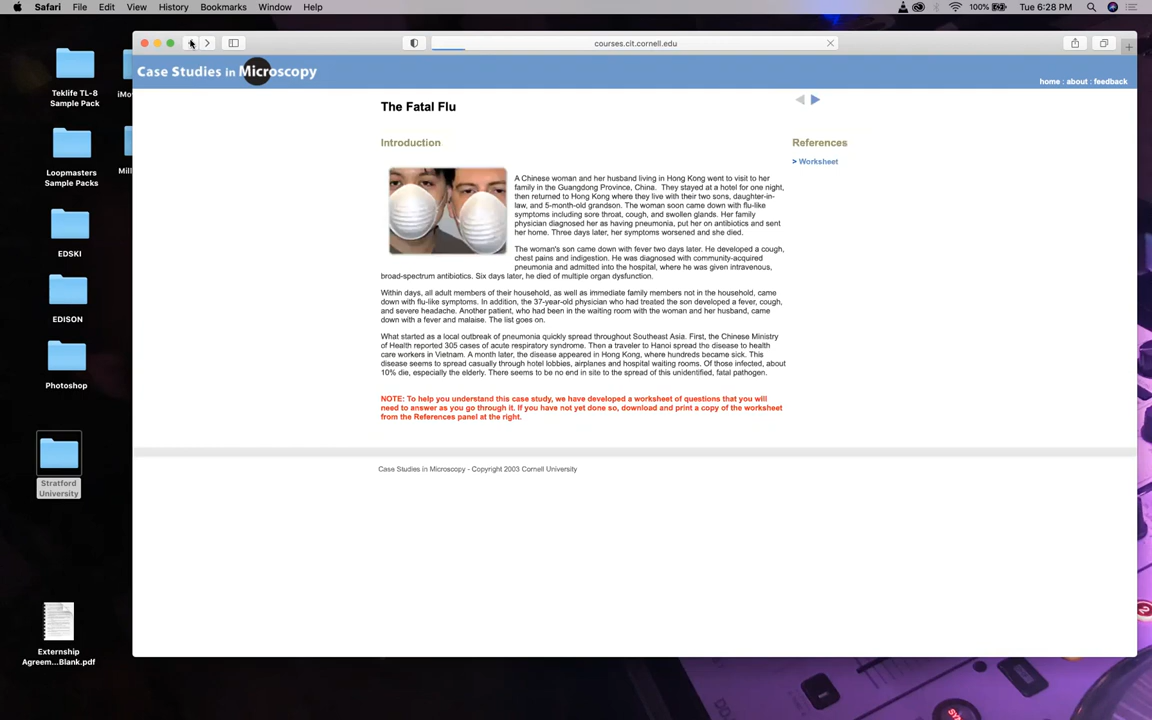 Safari File Edit View History Bookmarks Window Help 100% Tue 6:28 PM
courses.cit.cornell.edu
Case Studies in Microscopy
home : about : feedback
The Fatal Flu
Introduction
References
> Worksheet
A Chinese woman and her husband living in Hong Kong went to visit to her
family in the Guangdong Province, China. They stayed at a hotel for one night,
then returned to Hong Kong where they live with their two sons, daughter-in-
law, and 5-month-old grandson. The woman soon came down with flu-like
symptoms including sore throat, cough, and swollen glands. Her family
physician diagnosed her as having pneumonia, put her on antibiotics and sent
her home. Three days later, her symptoms worsened and she died.
The woman's son came down with fever two days later. He developed a cough,
chest pains and indigestion. He was diagnosed with community-acquired
pneumonia and admitted into the hospital, where he was given intravenous,
broad-spectrum antibiotics. Six days later, he died of multiple organ dysfunction.
Within days, all adult members of their household, as well as immediate family members not in the household, came
down with flu-like symptoms. In addition, the 37-year-old physician who had treated the son developed a fever, cough,
and severe headache. Another patient, who had been in the waiting room with the woman and her husband, came
down with a fever and malaise. The list goes on.
What started as a local outbreak of pneumonia quickly spread throughout Southeast Asia. First, the Chinese Ministry
of Health reported 305 cases of acute respiratory syndrome. Then a traveler to Hanoi spread the disease to health
care workers in Vietnam. A month later, the disease appeared in Hong Kong, where hundreds became sick. This
disease seems to spread casually through hotel lobbies, airplanes and hospital waiting rooms. Of those infected, about
10% die, especially the elderly. There seems to be no end in site to the spread of this unidentified, fatal pathogen.
NOTE: To help you understand this case study, we have developed a worksheet of questions that you will
need to answer as you go through it. If you have not yet done so, download and print a copy of the worksheet
from the References panel at the right.
Case Studies in Microscopy - Copyright 2003 Cornell University
Teklife TL-8
Sample Pack
iMo
Loopmasters
Sample Packs
Mill
EDSKI
EDISON
Photoshop
Stratford
University
Externship
Agreem...Blank.pdf